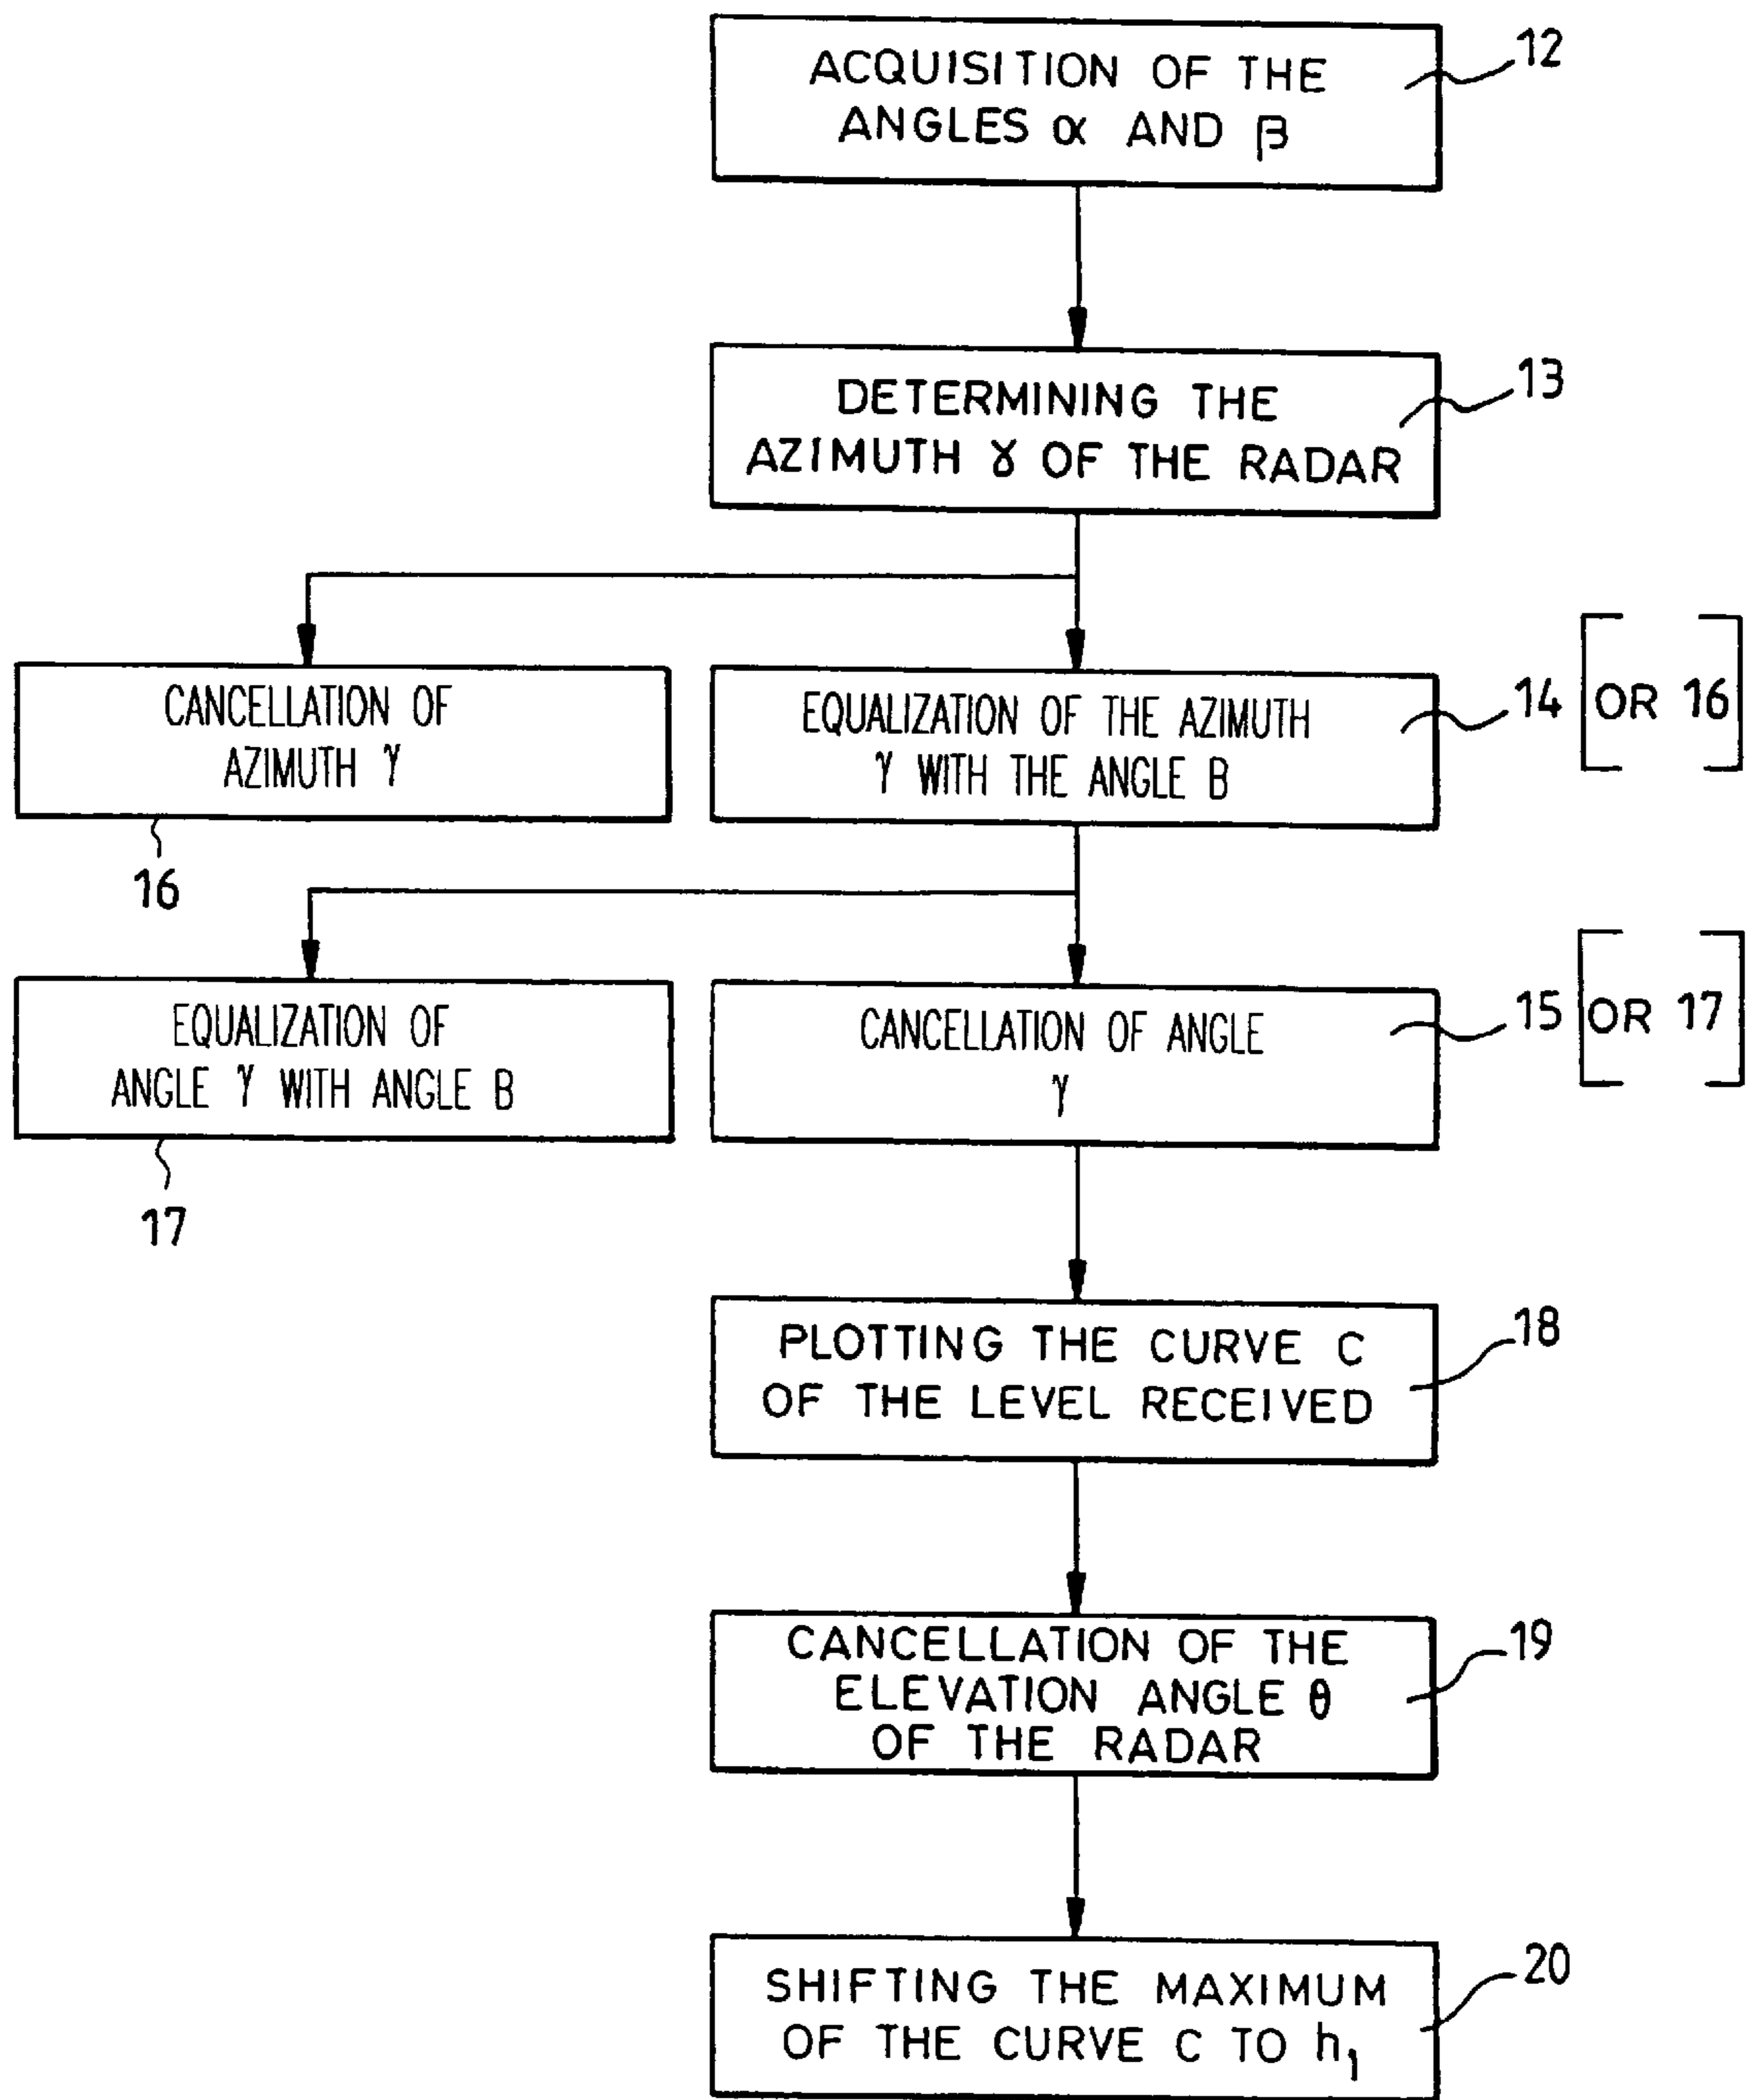 ACQUISITION OF THE
ANGLES α AND β
12
DETERMINING THE
AZIMUTH γ OF THE RADAR
13
CANCELLATION OF
AZIMUTH γ
16
EQUALIZATION OF THE AZIMUTH
γ WITH THE ANGLE B
14 [OR 16]
EQUALIZATION OF
ANGLE γ WITH ANGLE B
17
CANCELLATION OF ANGLE
γ
15 [OR 17]
PLOTTING THE CURVE C
OF THE LEVEL RECEIVED
18
CANCELLATION OF THE
ELEVATION ANGLE θ
OF THE RADAR
19
SHIFTING THE MAXIMUM
OF THE CURVE C TO h₁
20